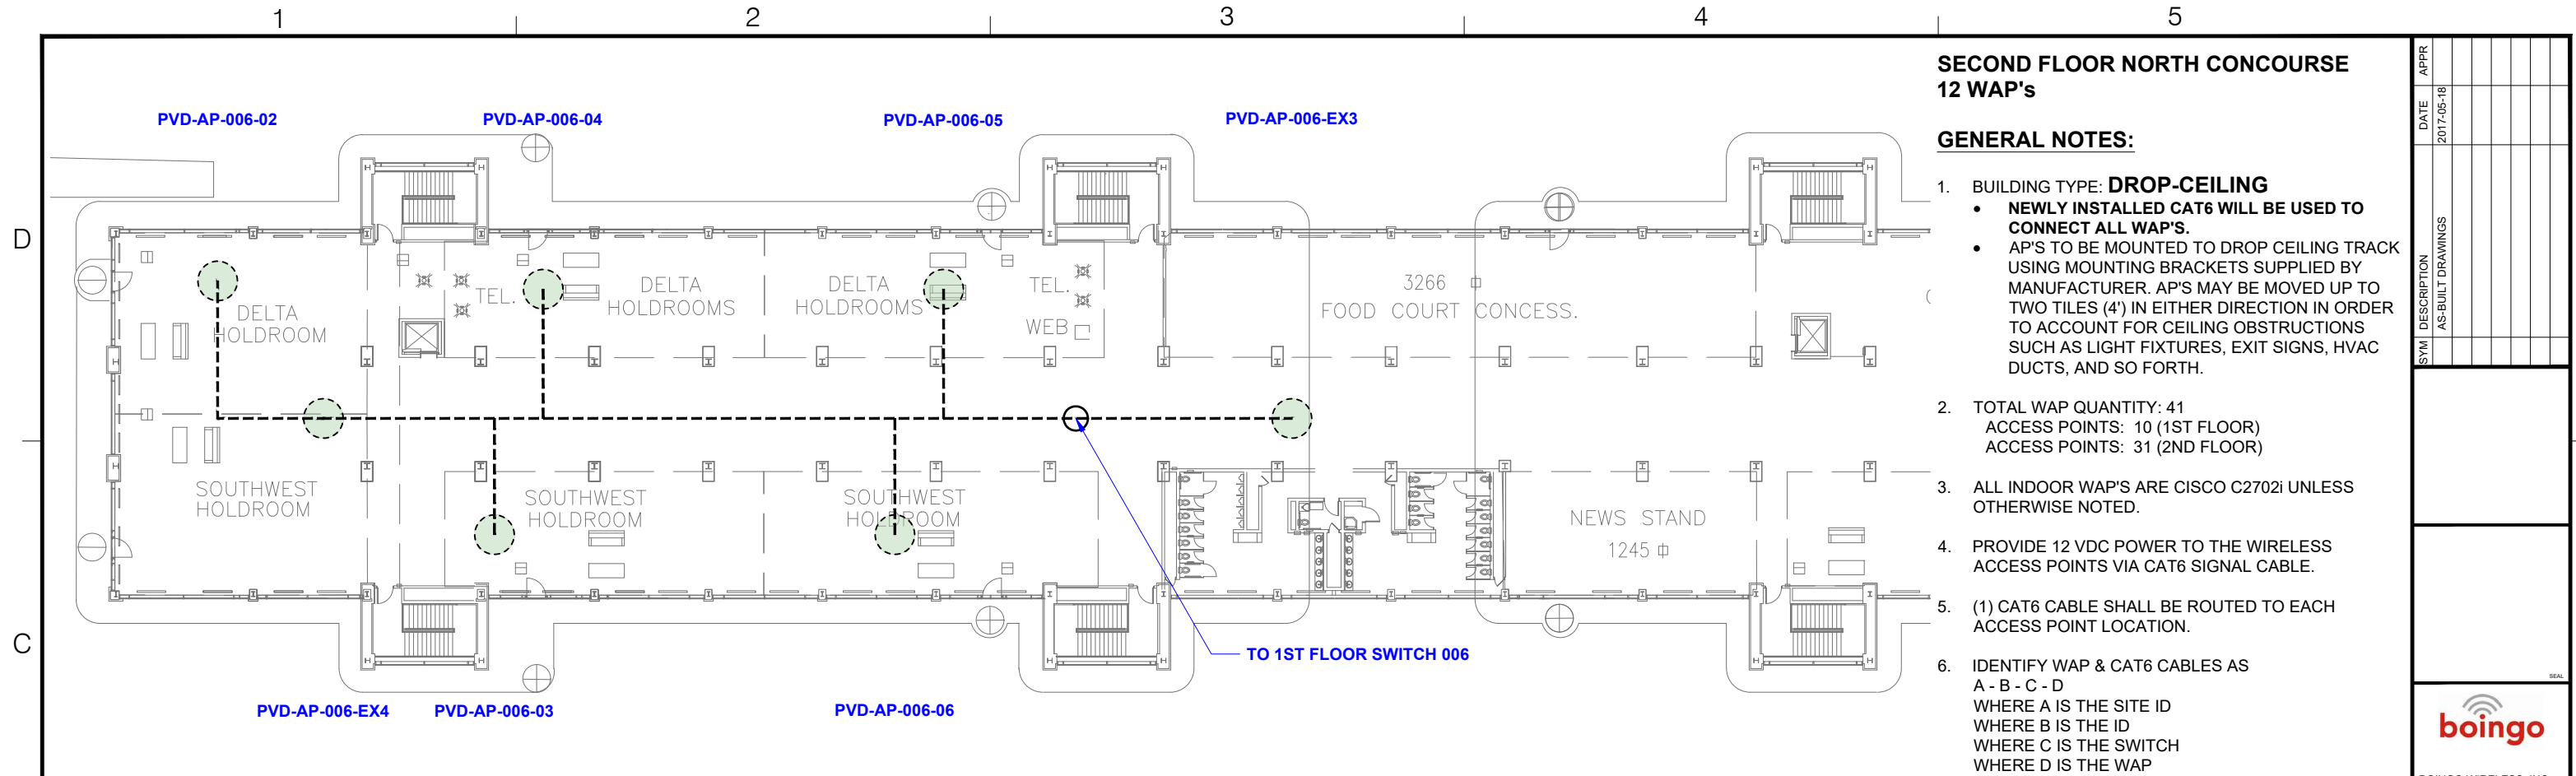 1 2 3 4 5
D
C
PVD-AP-006-02
PVD-AP-006-04
PVD-AP-006-05
PVD-AP-006-EX3
DELTA
HOLDROOM
TEL.
DELTA
HOLDROOMS
DELTA
HOLDROOMS
TEL.
WEB
3266
FOOD COURT CONCESS.
SOUTHWEST
HOLDROOM
SOUTHWEST
HOLDROOM
SOUTHWEST
HOLDROOM
NEWS STAND
1245
TO 1ST FLOOR SWITCH 006
PVD-AP-006-EX4
PVD-AP-006-03
PVD-AP-006-06
SECOND FLOOR NORTH CONCOURSE
12 WAP's
GENERAL NOTES:
1. BUILDING TYPE: DROP-CEILING
• NEWLY INSTALLED CAT6 WILL BE USED TO
CONNECT ALL WAP'S.
• AP'S TO BE MOUNTED TO DROP CEILING TRACK
USING MOUNTING BRACKETS SUPPLIED BY
MANUFACTURER. AP'S MAY BE MOVED UP TO
TWO TILES (4') IN EITHER DIRECTION IN ORDER
TO ACCOUNT FOR CEILING OBSTRUCTIONS
SUCH AS LIGHT FIXTURES, EXIT SIGNS, HVAC
DUCTS, AND SO FORTH.
2. TOTAL WAP QUANTITY: 41
ACCESS POINTS: 10 (1ST FLOOR)
ACCESS POINTS: 31 (2ND FLOOR)
3. ALL INDOOR WAP'S ARE CISCO C2702i UNLESS
OTHERWISE NOTED.
4. PROVIDE 12 VDC POWER TO THE WIRELESS
ACCESS POINTS VIA CAT6 SIGNAL CABLE.
5. (1) CAT6 CABLE SHALL BE ROUTED TO EACH
ACCESS POINT LOCATION.
6. IDENTIFY WAP & CAT6 CABLES AS
A - B - C - D
WHERE A IS THE SITE ID
WHERE B IS THE ID
WHERE C IS THE SWITCH
WHERE D IS THE WAP
SYM DESCRIPTION DATE APPR
AS-BUILT DRAWINGS 2017-05-18
SEAL
boingo